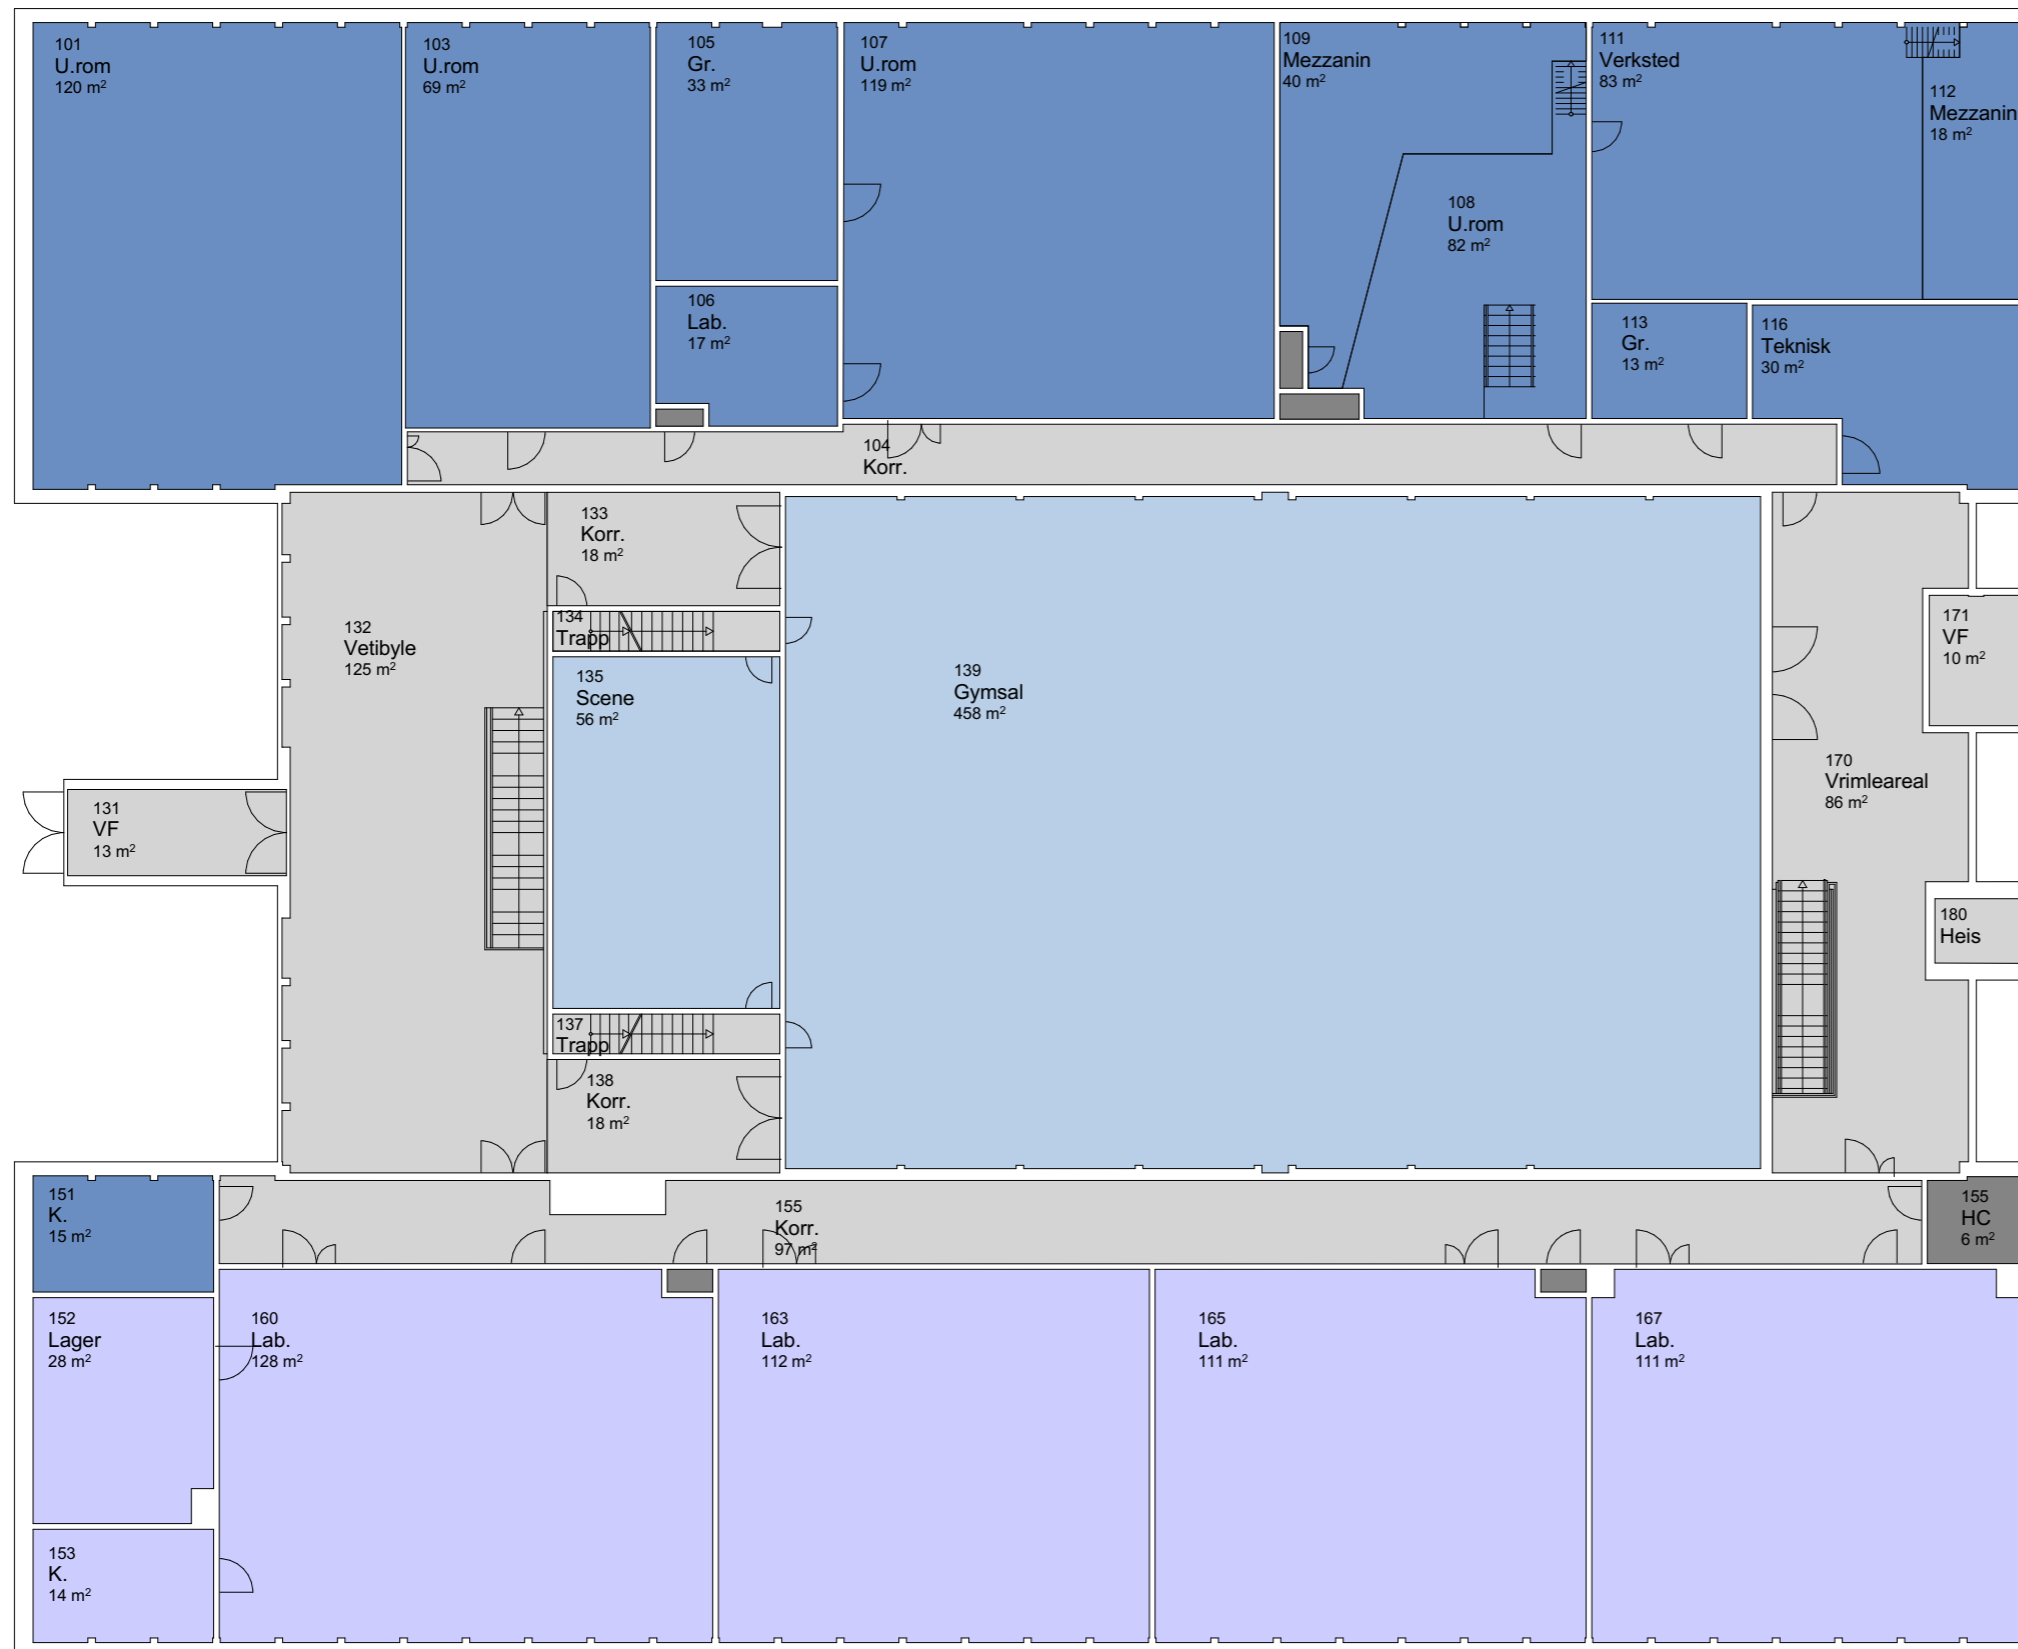 101
U.rom
120 m²
103
U.rom
69 m²
105
Gr.
33 m²
107
U.rom
119 m²
109
Mezzanin
40 m²
111
Verksted
83 m²
112
Mezzanin
18 m²
108
U.rom
82 m²
106
Lab.
17 m²
113
Gr.
13 m²
116
Teknisk
30 m²
104
Korr.
133
Korr.
18 m²
134
Trapp
132
Vetibyle
125 m²
135
Scene
56 m²
139
Gymsal
458 m²
171
VF
10 m²
170
Vrimleareal
86 m²
131
VF
13 m²
180
Heis
137
Trapp
138
Korr.
18 m²
151
K.
15 m²
155
Korr.
97 m²
155
HC
6 m²
152
Lager
28 m²
160
Lab.
128 m²
163
Lab.
112 m²
165
Lab.
111 m²
167
Lab.
111 m²
153
K.
14 m²